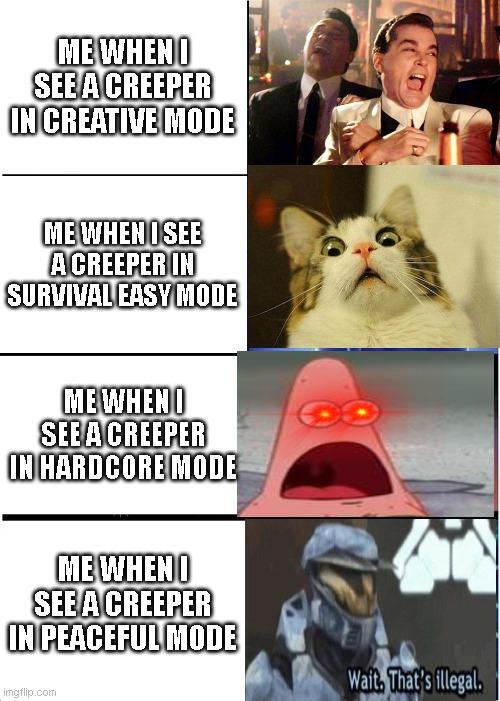 ME WHEN I
SEE A CREEPER
IN CREATIVE MODE
ME WHEN I SEE
A CREEPER IN
SURVIVAL EASY MODE
ME WHEN I
SEE A CREEPER
IN HARDCORE MODE
ME WHEN I
SEE A CREEPER
IN PEACEFUL MODE
Wait. That's illegal.
imgflip.com